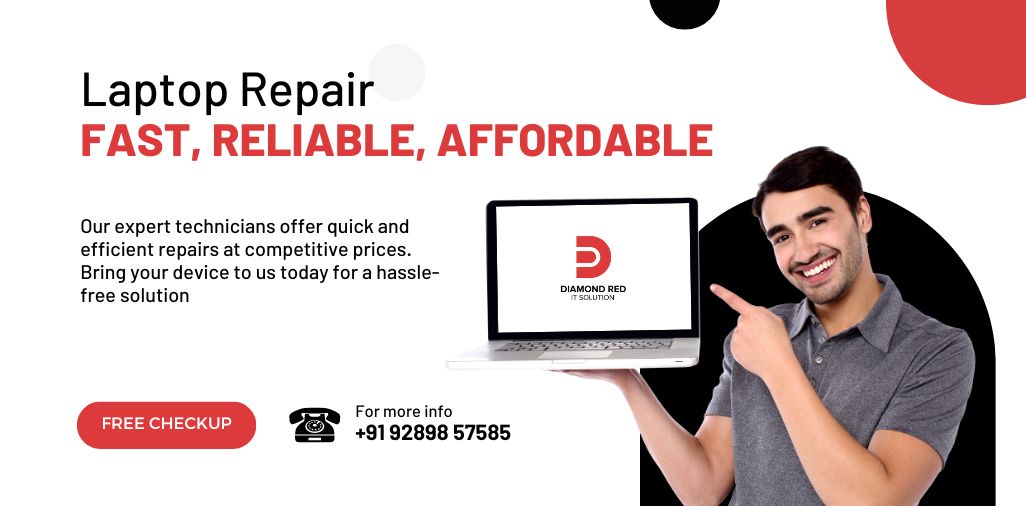 Laptop Repair
FAST, RELIABLE, AFFORDABLE
Our expert technicians offer quick and
efficient repairs at competitive prices.
Bring your device to us today for a hassle-
free solution
DIAMOND RED
IT SOLUTION
FREE CHECKUP
For more info
+91 92898 57585